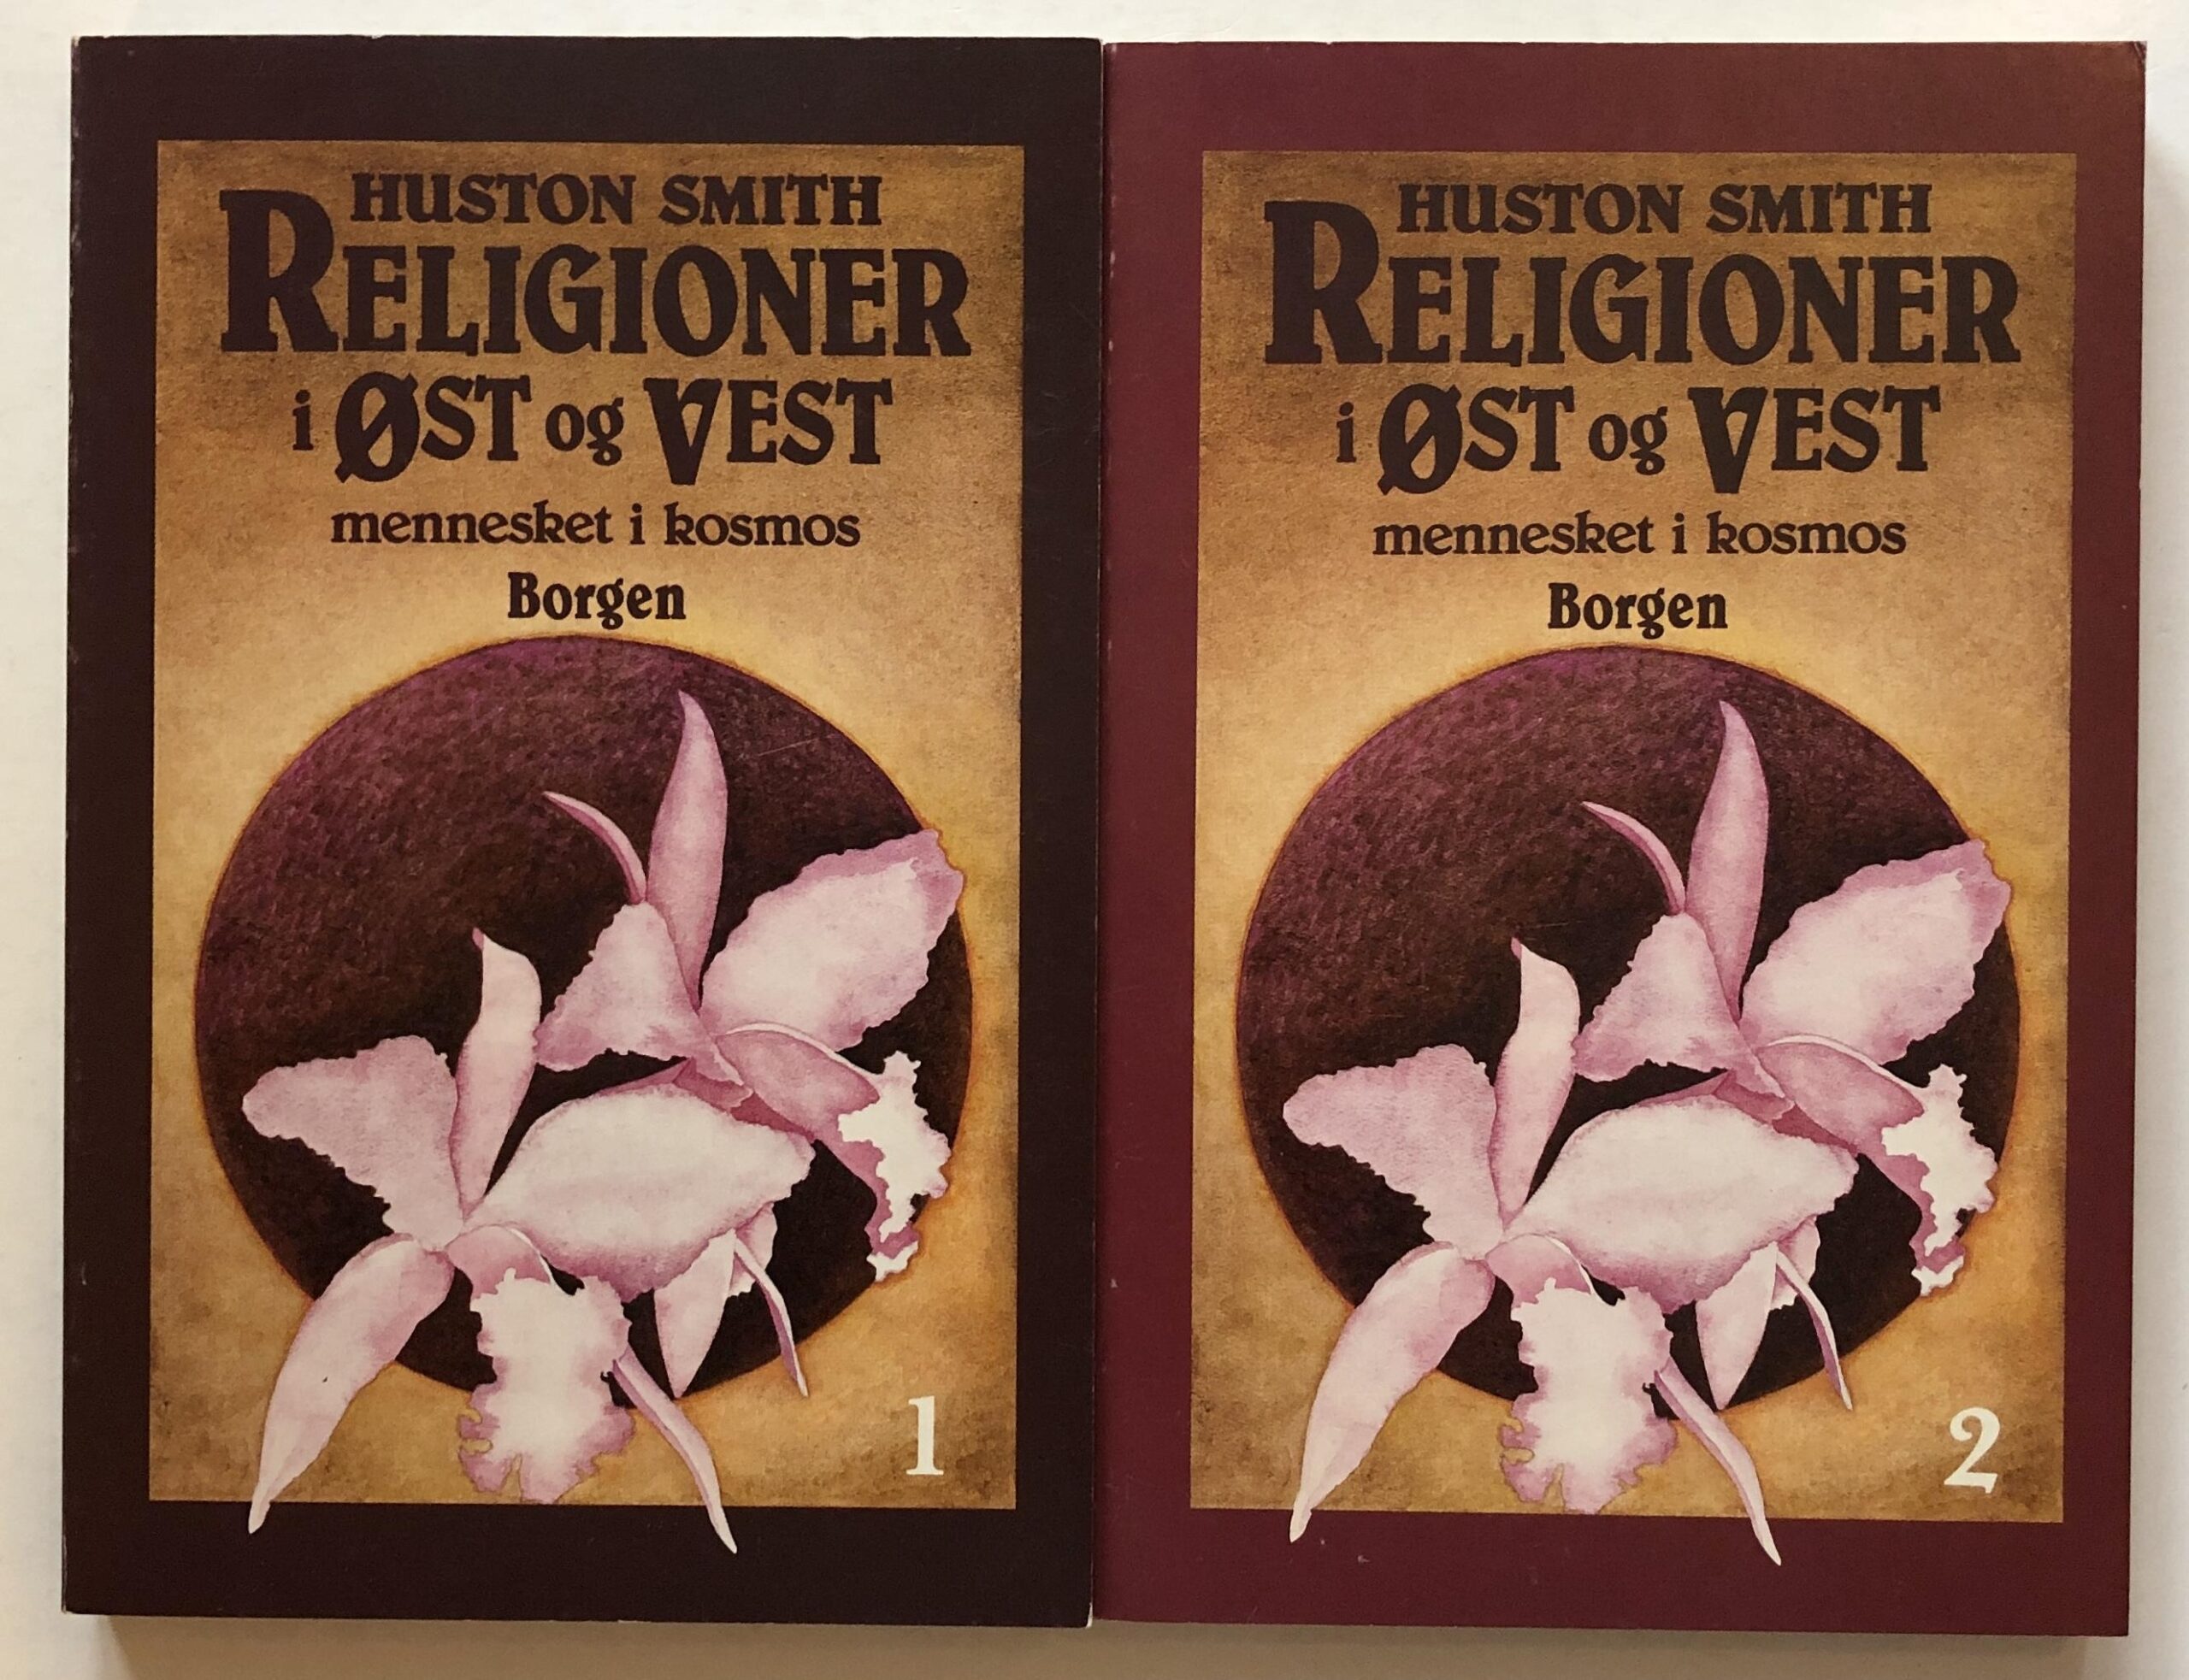 HUSTON SMITH
RELIGIONER
i ØST og VEST
mennesket i kosmos
Borgen
1
HUSTON SMITH
RELIGIONER
i ØST og VEST
mennesket i kosmos
Borgen
2